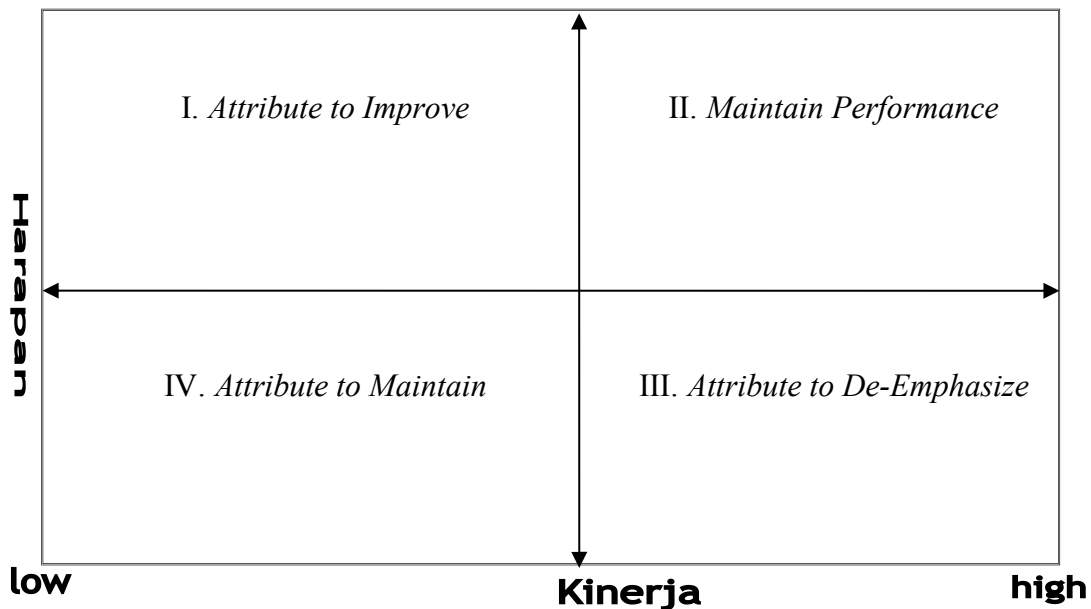 I. Attribute to Improve
II. Maintain Performance
Harapan
IV. Attribute to Maintain
III. Attribute to De-Emphasize
low
Kinerja
high